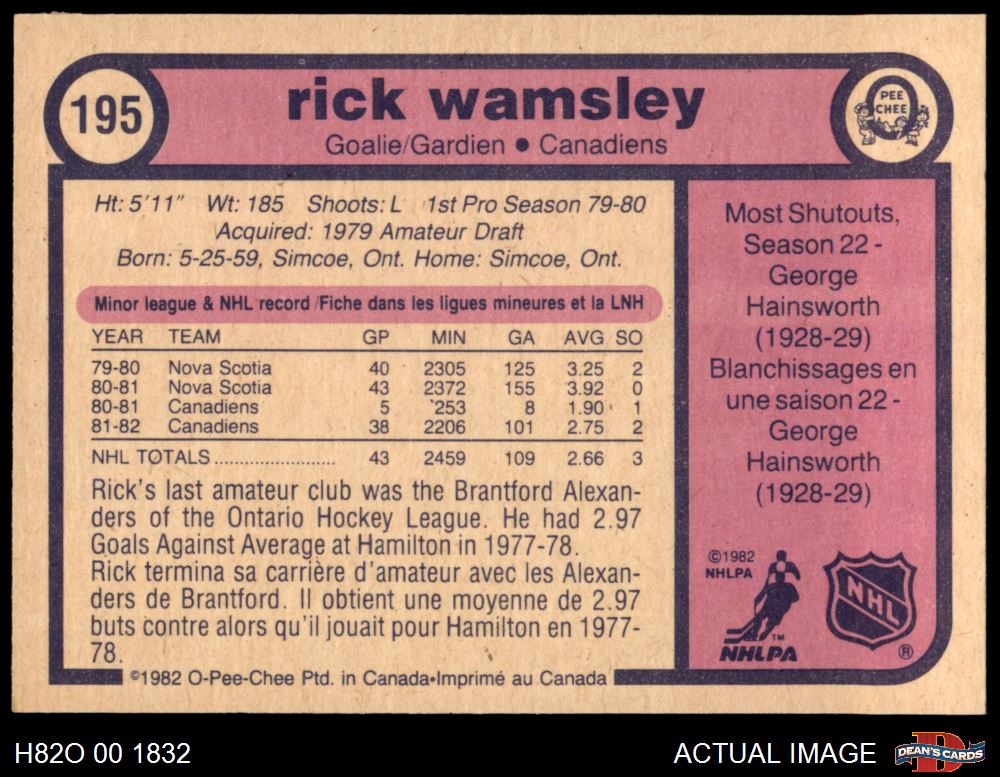 195
rick wamsley
Goalie/Gardien • Canadiens
PEE
CHEE
Ht: 5'11" Wt: 185 Shoots: L 1st Pro Season 79-80
Acquired: 1979 Amateur Draft
Born: 5-25-59, Simcoe, Ont. Home: Simcoe, Ont.
Minor league & NHL record /Fiche dans les ligues mineures et la LNH
YEAR TEAM GP MIN GA AVG SO
79-80 Nova Scotia 40 2305 125 3.25 2
80-81 Nova Scotia 43 2372 155 3.92 0
80-81 Canadiens 5 253 8 1.90 1
81-82 Canadiens 38 2206 101 2.75 2
NHL TOTALS ........................ 43 2459 109 2.66 3
Rick's last amateur club was the Brantford Alexan-
ders of the Ontario Hockey League. He had 2.97
Goals Against Average at Hamilton in 1977-78.
Rick termina sa carrière d'amateur avec les Alexan-
ders de Brantford. Il obtient une moyenne de 2.97
buts contre alors qu'il jouait pour Hamilton en 1977-
78.
©1982 O-Pee-Chee Ptd. in Canada•Imprimé au Canada
Most Shutouts,
Season 22 -
George
Hainsworth
(1928-29)
Blanchissages en
une saison 22 -
George
Hainsworth
(1928-29)
©1982
NHLPA
TM
NHLPA
NHL
®
H82O 00 1832
ACTUAL IMAGE
D
DEAN'S CARDS